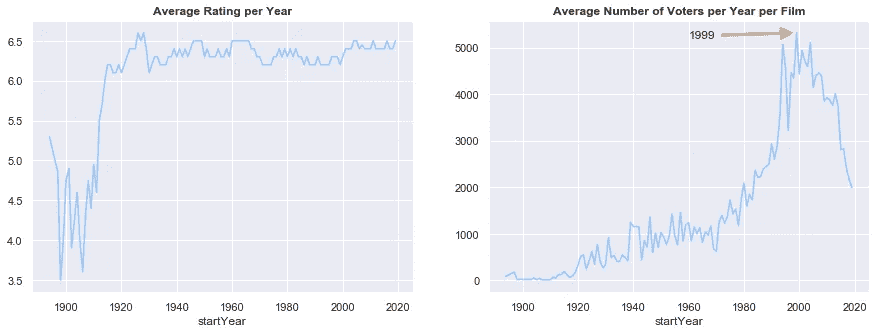 Average Rating per Year
6.5
6.0
5.5
5.0
4.5
4.0
3.5
1900 1920 1940 1960 1980 2000 2020
startYear
Average Number of Voters per Year per Film
1999
5000
4000
3000
2000
1000
0
1900 1920 1940 1960 1980 2000 2020
startYear